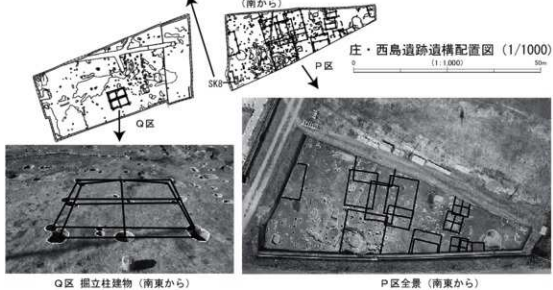 (南から)
庄・西島遺跡遺構配置図 (1/1000)
0 (1:1,000) 50m
P区
SK8
Q区
Q区 掘立柱建物 (南東から)
P区全景 (南東から)